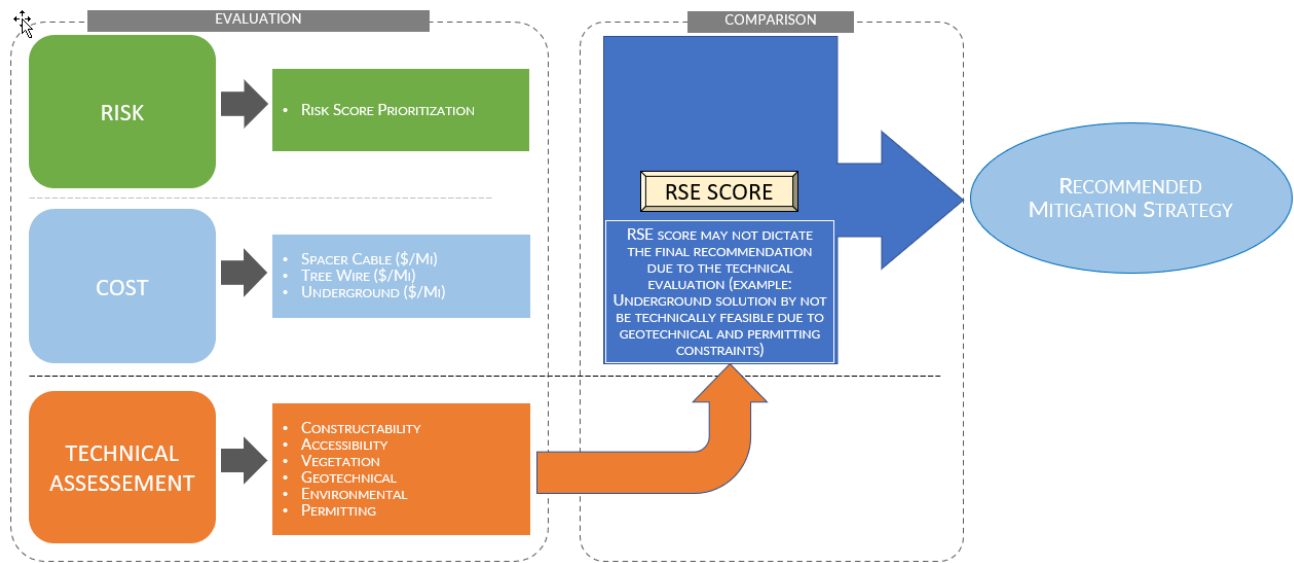 EVALUATION
COMPARISON
RISK
• Risk Score Prioritization
COST
• Spacer Cable ($/Mi)
• Tree Wire ($/Mi)
• Underground ($/Mi)
TECHNICAL
ASSESSEMENT
• Constructability
• Accessibility
• Vegetation
• Geotechnical
• Environmental
• Permitting
RSE SCORE
RSE score may not dictate
the final recommendation
due to the technical
evaluation (example:
Underground solution by not
be technically feasible due to
geotechnical and permitting
constraints)
Recommended
Mitigation Strategy